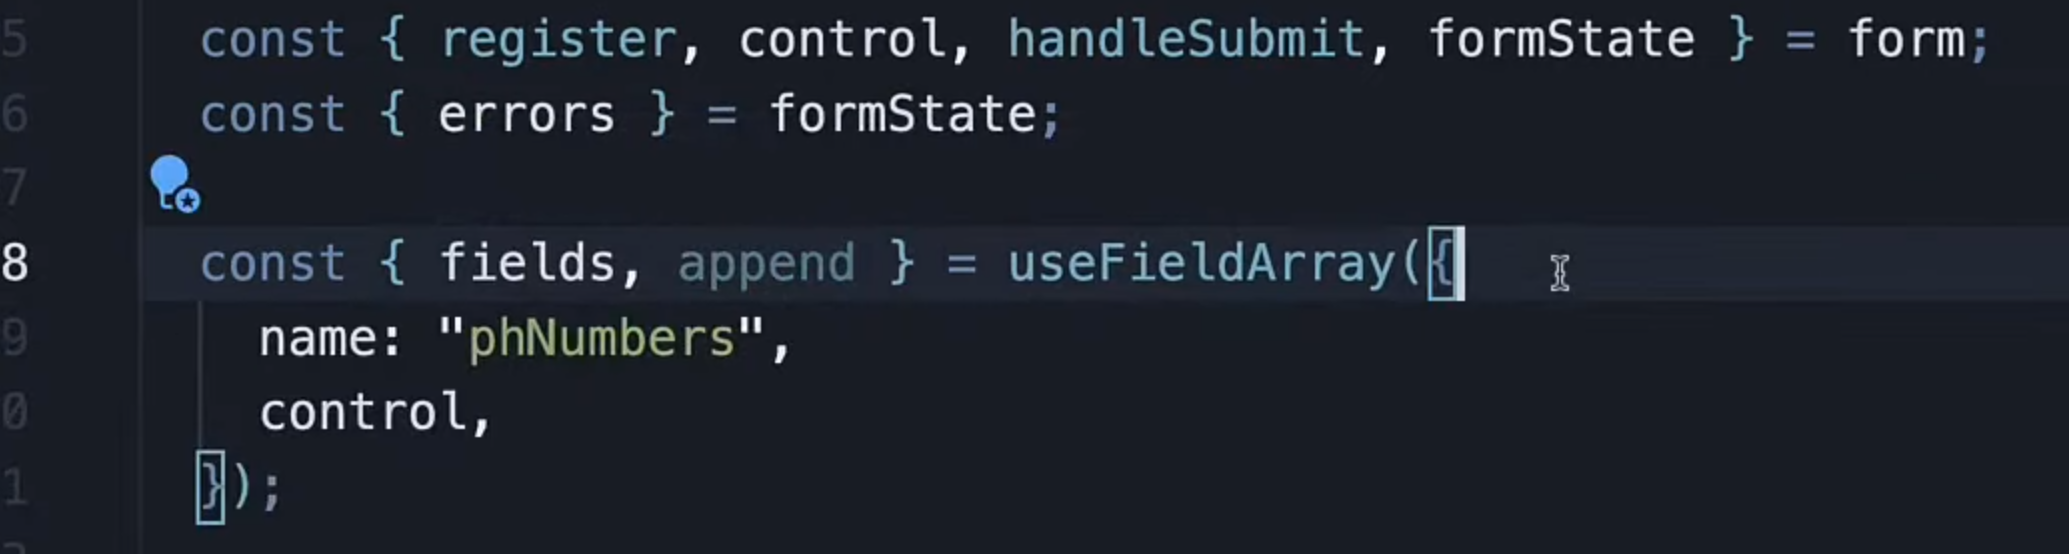 5 const { register, control, handleSubmit, formState } = form;
6 const { errors } = formState;
7
8 const { fields, append } = useFieldArray({
9 name: "phNumbers",
0 control,
1 });